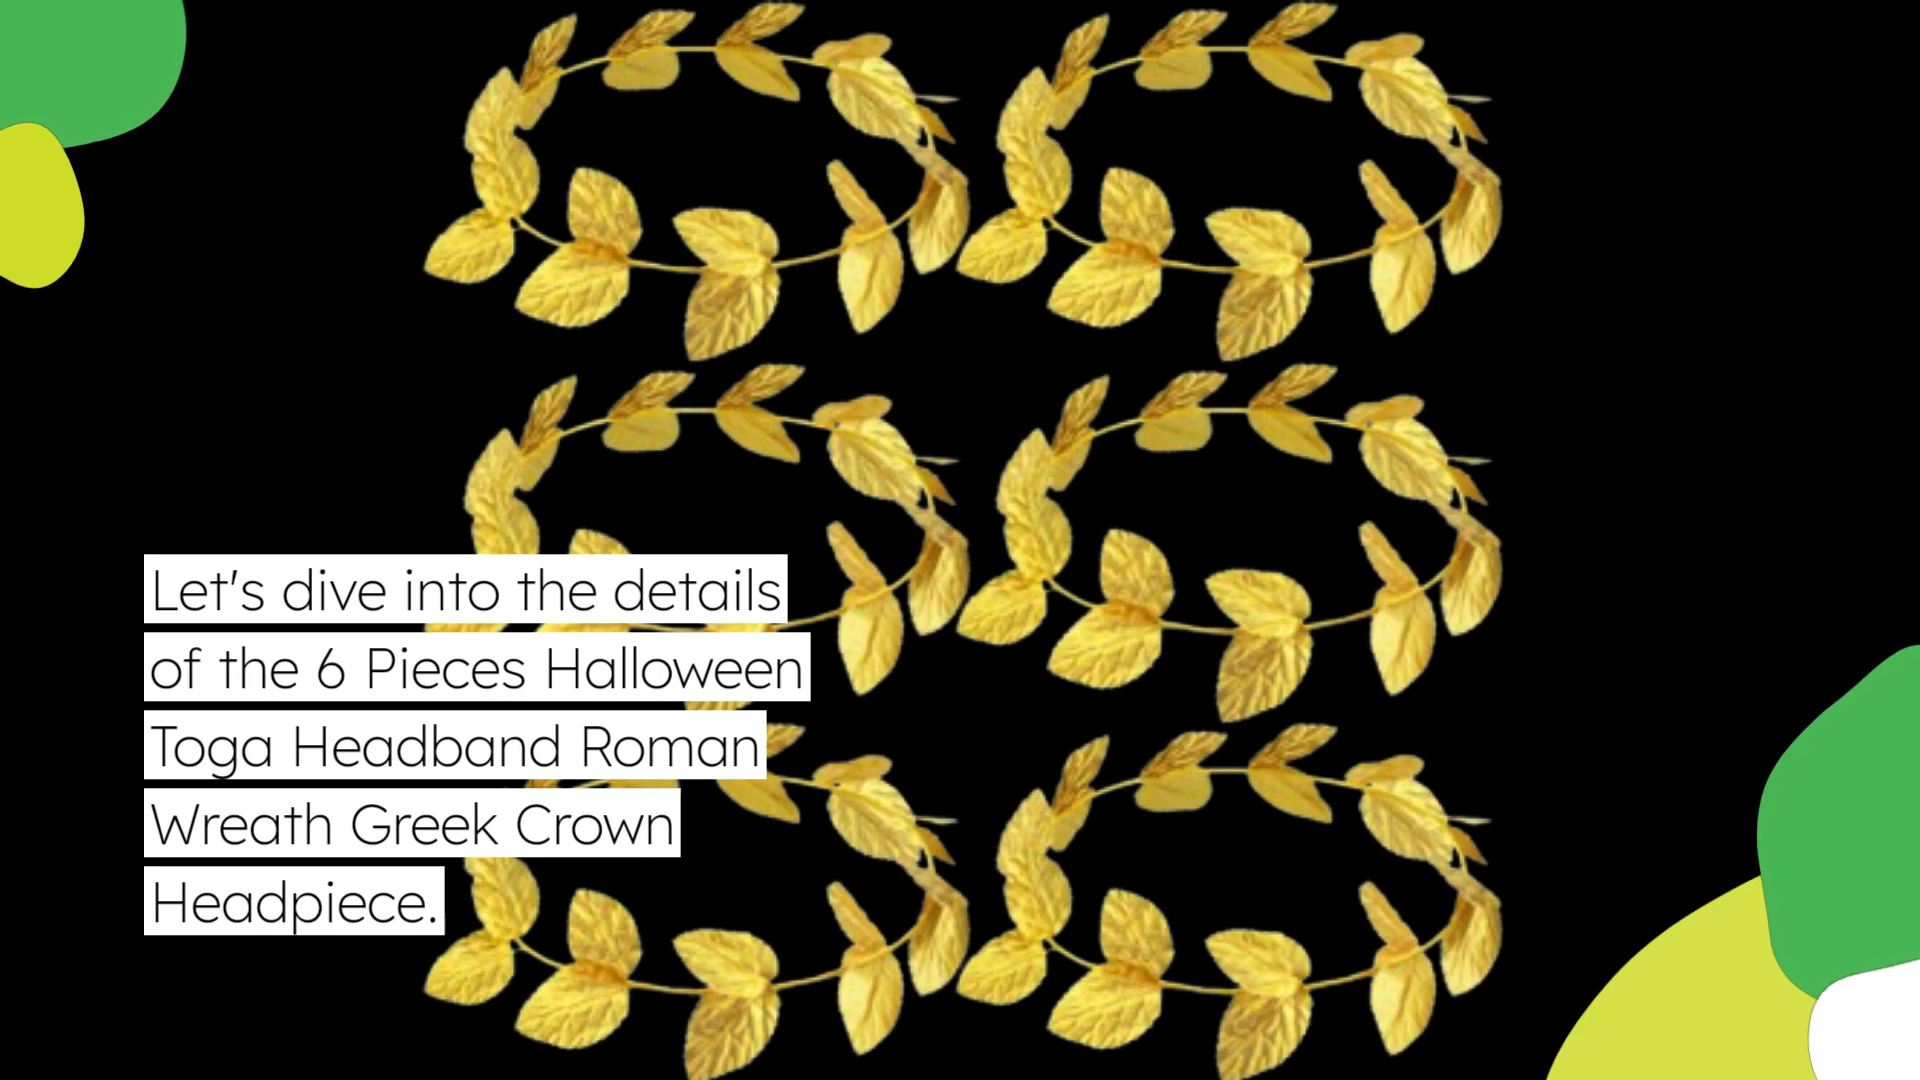 Let's dive into the details
of the 6 Pieces Halloween
Toga Headband Roman
Wreath Greek Crown
Headpiece.